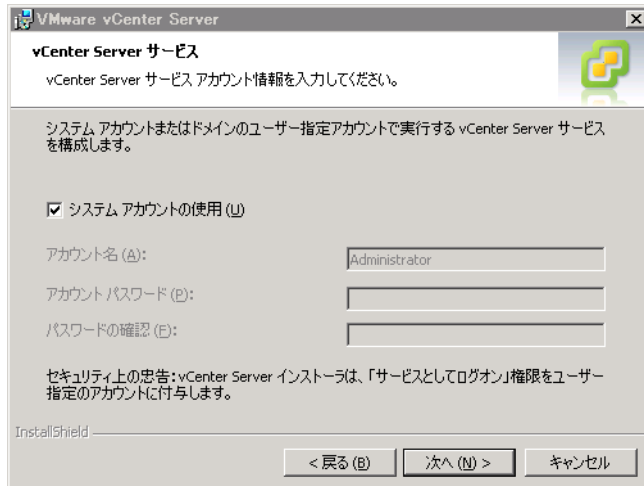 VMware vCenter Server
vCenter Server サービス
vCenter Server サービス アカウント情報を入力してください。
システム アカウントまたはドメインのユーザー指定アカウントで実行する vCenter Server サービス
を構成します。
システム アカウントの使用(U)
アカウント名(A):
Administrator
アカウント パスワード(P):
パスワードの確認(F):
セキュリティ上の忠告:vCenter Server インストーラは、「サービスとしてログオン」権限をユーザー
指定のアカウントに付与します。
InstallShield
< 戻る(B)
次へ(N) >
キャンセル